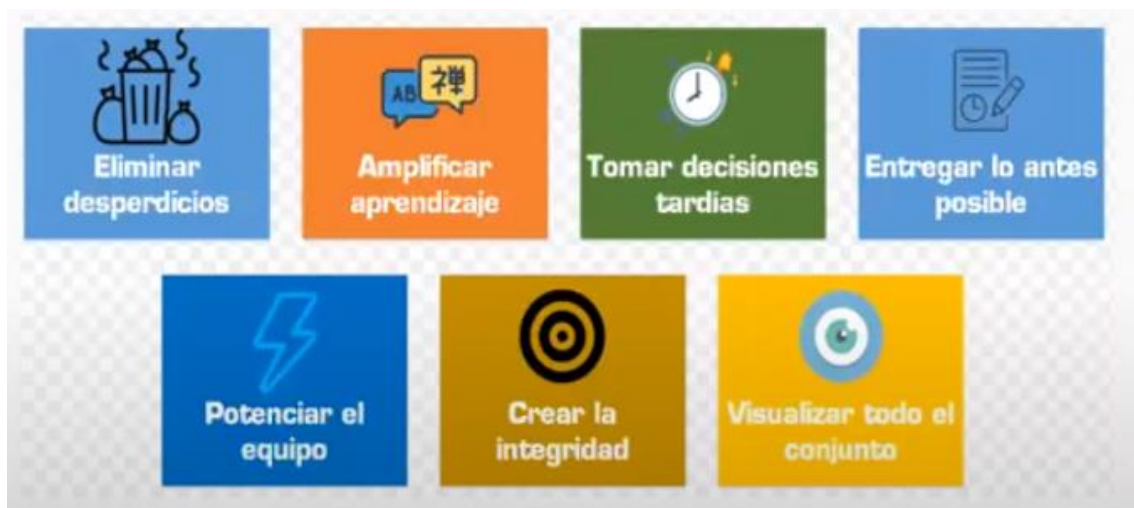 AB 禅
Eliminar
desperdicios
Amplificar
aprendizaje
Tomar decisiones
tardias
Entregar lo antes
posible
Potenciar el
equipo
Crear la
integridad
Visualizar todo el
conjunto